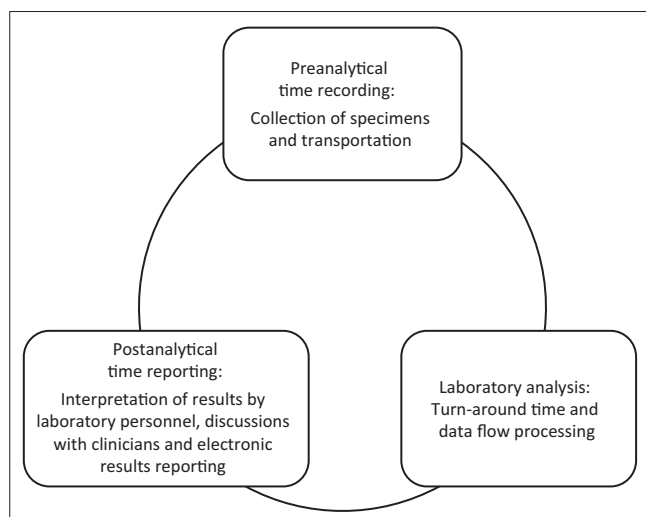 Preanalytical
time recording:
Collection of specimens
and transportation
Postanalytical
time reporting:
Interpretation of results by
laboratory personnel, discussions
with clinicians and electronic
results reporting
Laboratory analysis:
Turn-around time and
data flow processing